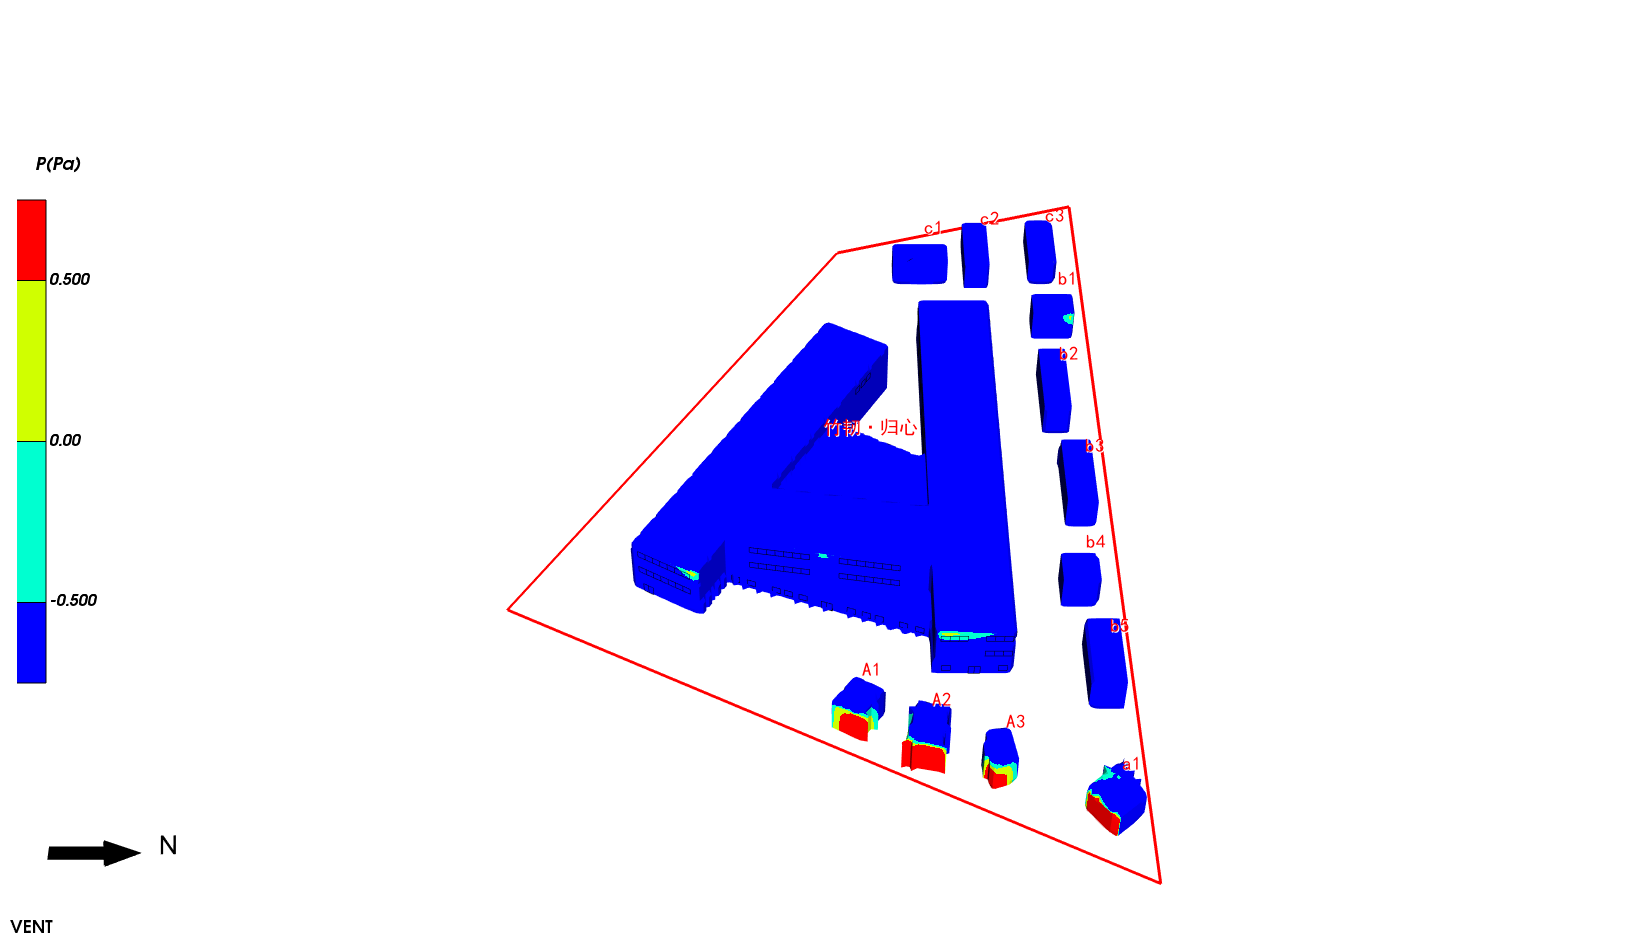 P(Pa)
0.500
0.00
-0.500
c1
c2
c3
b1
b2
竹韧·归心
b3
b4
b5
A1
A2
A3
a1
N
VENT